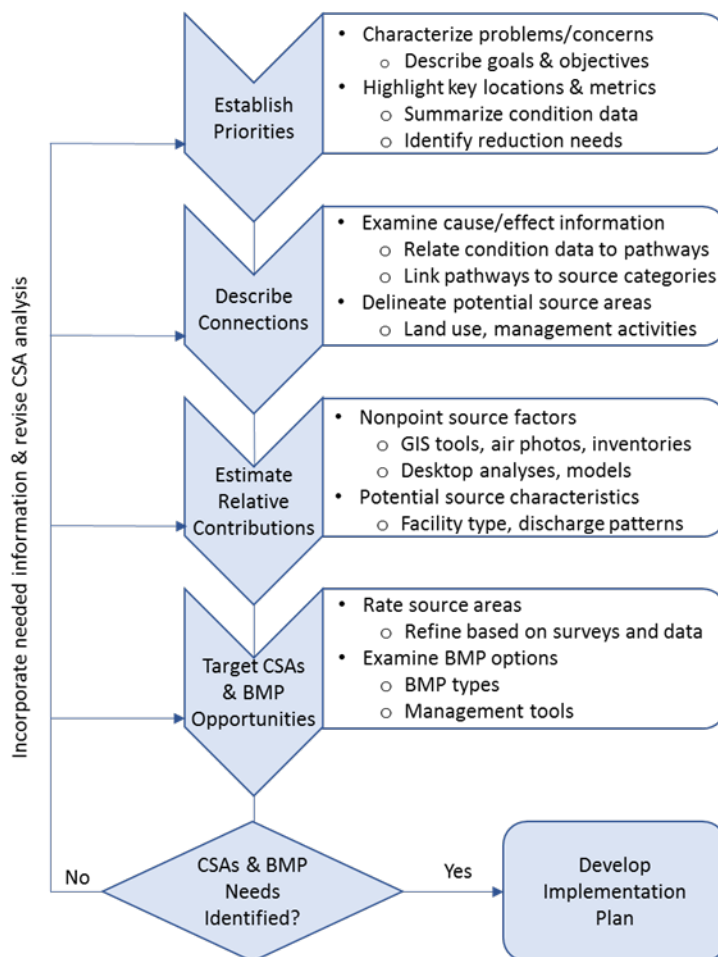 Establish
Priorities
• Characterize problems/concerns
o Describe goals & objectives
• Highlight key locations & metrics
o Summarize condition data
o Identify reduction needs
Describe
Connections
• Examine cause/effect information
o Relate condition data to pathways
o Link pathways to source categories
• Delineate potential source areas
o Land use, management activities
Estimate
Relative
Contributions
• Nonpoint source factors
o GIS tools, air photos, inventories
o Desktop analyses, models
• Potential source characteristics
o Facility type, discharge patterns
Target CSAs
& BMP
Opportunities
• Rate source areas
o Refine based on surveys and data
• Examine BMP options
o BMP types
o Management tools
CSAs & BMP
Needs
Identified?
No
Yes
Develop
Implementation
Plan
Incorporate needed information & revise CSA analysis